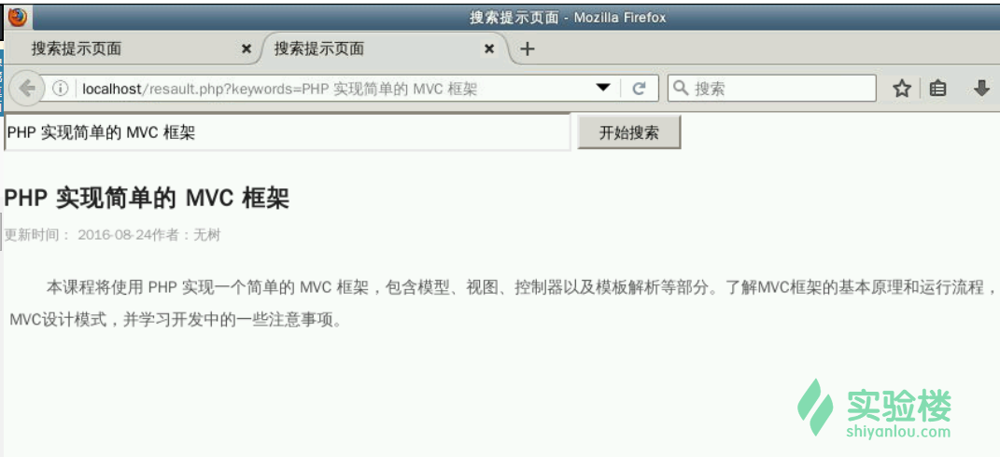 搜索提示页面 - Mozilla Firefox
搜索提示页面 × 搜索提示页面 × +
localhost/resault.php?keywords=PHP 实现简单的 MVC 框架 搜索
PHP 实现简单的 MVC 框架 开始搜索
PHP 实现简单的 MVC 框架
更新时间： 2016-08-24作者：无树
本课程将使用 PHP 实现一个简单的 MVC 框架，包含模型、视图、控制器以及模板解析等部分。了解MVC框架的基本原理和运行流程，
MVC设计模式，并学习开发中的一些注意事项。
实验楼
shiyanlou.com